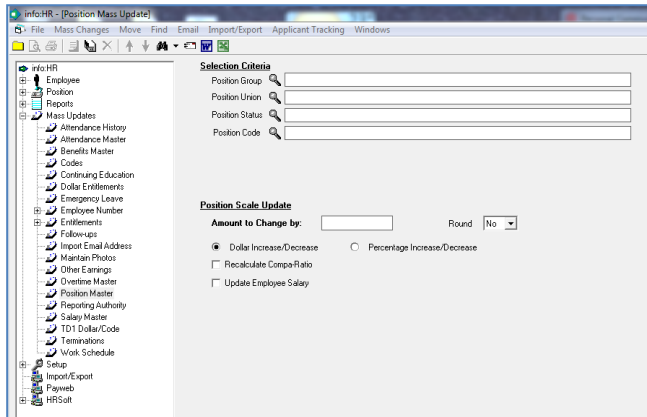 info:HR - [Position Mass Update]
File Mass Changes Move Find Email Import/Export Applicant Tracking Windows
info:HR
Employee
Position
Reports
Mass Updates
Attendance History
Attendance Master
Benefits Master
Codes
Continuing Education
Dollar Entitlements
Emergency Leave
Employee Number
Entitlements
Follow-ups
Import Email Address
Maintain Photos
Other Earnings
Overtime Master
Position Master
Reporting Authority
Salary Master
TD1 Dollar/Code
Terminations
Work Schedule
Setup
Import/Export
Payweb
HRSoft
Selection Criteria
Position Group
Position Union
Position Status
Position Code
Position Scale Update
Amount to Change by: Round No
Dollar Increase/Decrease Percentage Increase/Decrease
Recalculate Compa-Ratio
Update Employee Salary